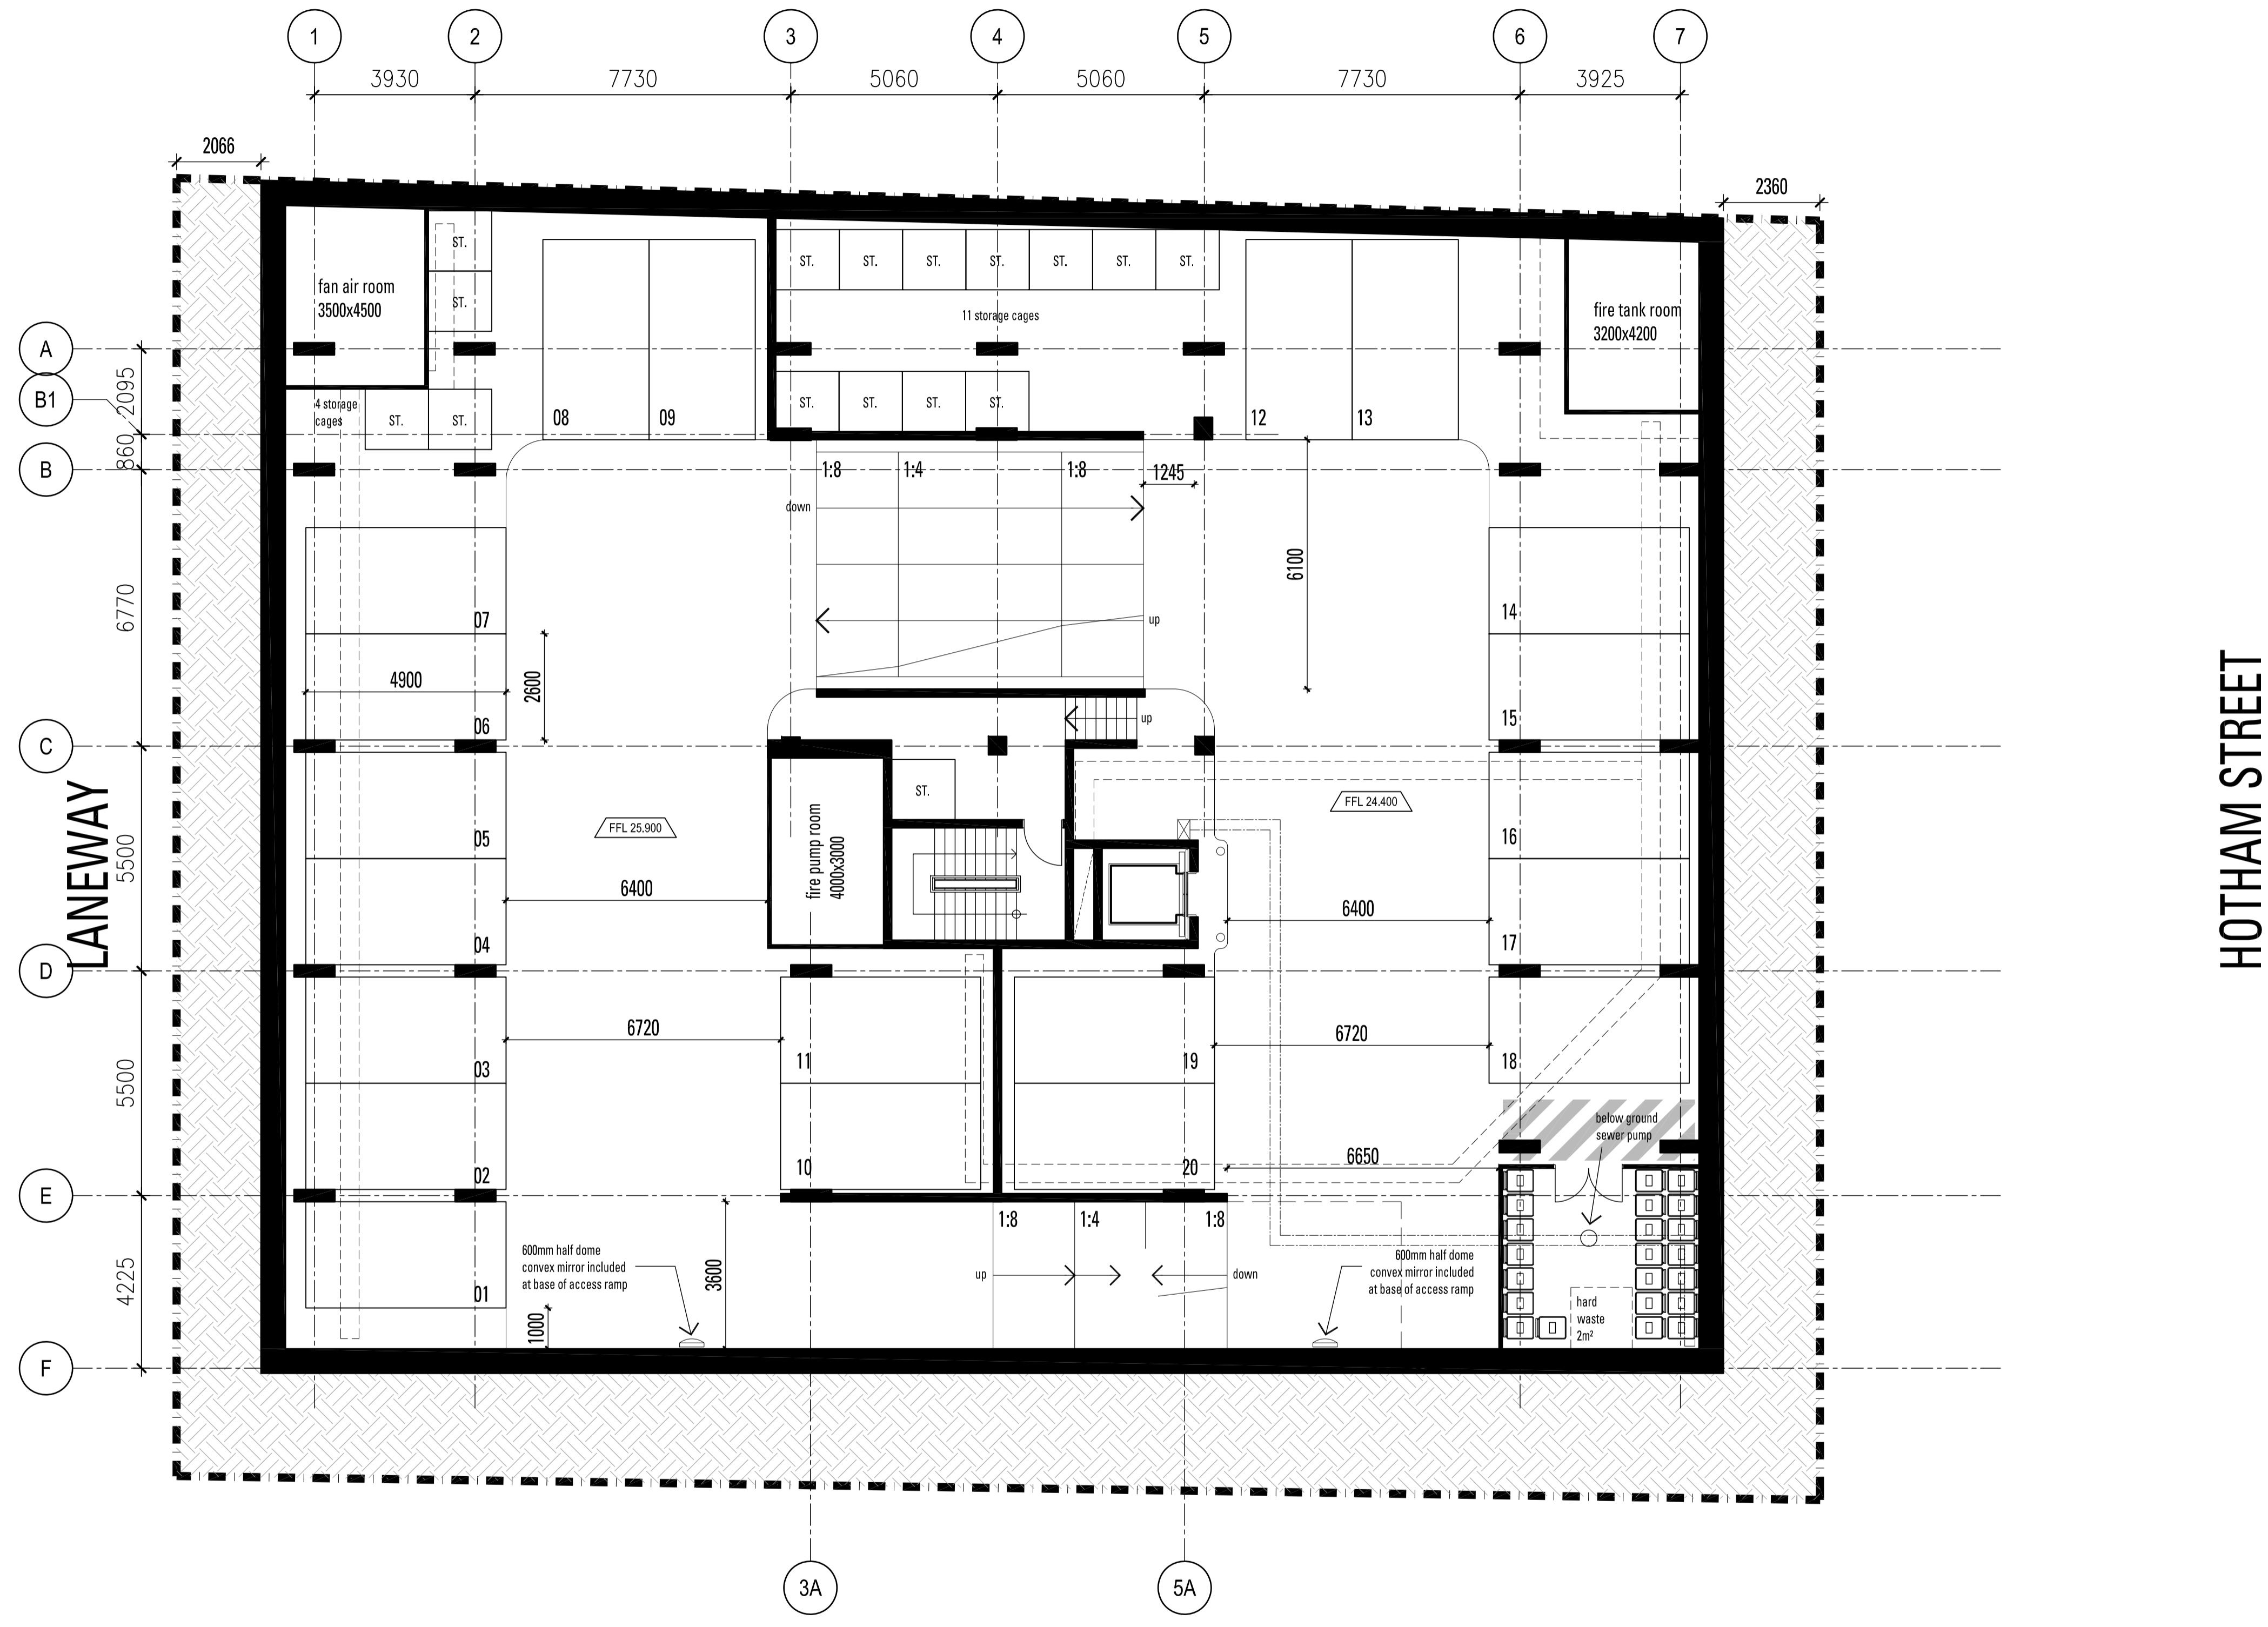 1 2 3 4 5 6 7
3930 7730 5060 5060 7730 3925
2066
2360
ST.
ST. ST. ST. ST. ST. ST. ST.
fan air room
3500x4500
ST.
11 storage cages
fire tank room
3200x4200
A
2095
B1
4 storage
cages
ST. ST.
08 09
ST. ST. ST. ST.
12 13
860
B
1:8 1:4 1:8
1245
down
6100
6770
07
up
14
4900
2600
06
up
15
C
LANEWAY
HOTHAM STREET
ST.
FFL 25.900
FFL 24.400
5500
05
fire pump room
4000x3000
16
6400
6400
04
17
D
6720
6720
5500
03
11
19
18
below ground
sewer pump
02
10
20
6650
E
1:8 1:4 1:8
600mm half dome
convex mirror included
at base of access ramp
3600
up
down
600mm half dome
convex mirror included
at base of access ramp
4225
01
1000
hard
waste
2m²
F
3A 5A